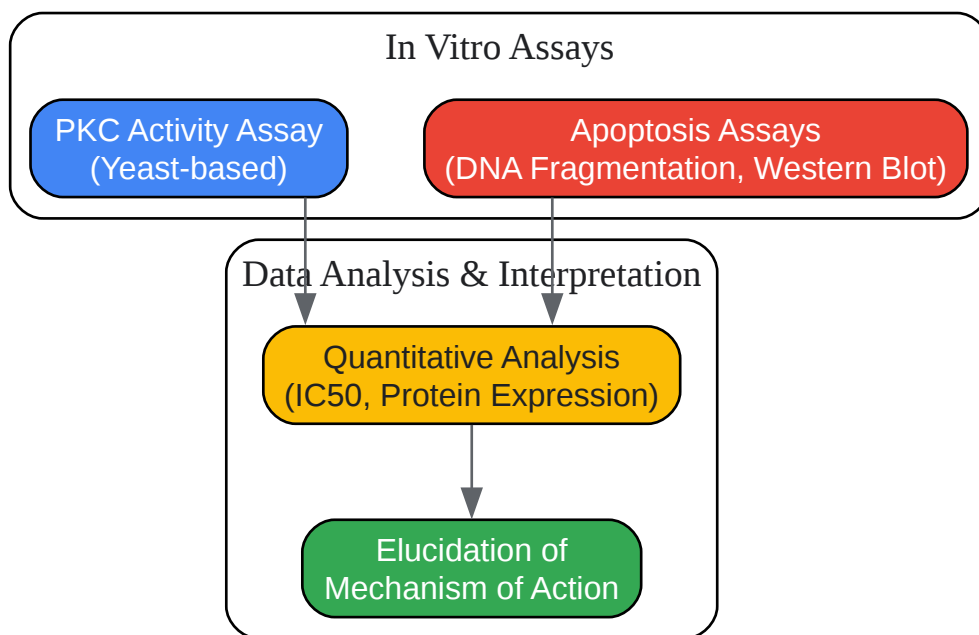 In Vitro Assays
PKC Activity Assay
(Yeast-based)
Apoptosis Assays
(DNA Fragmentation, Western Blot)
Data Analysis & Interpretation
Quantitative Analysis
(IC50, Protein Expression)
Elucidation of
Mechanism of Action